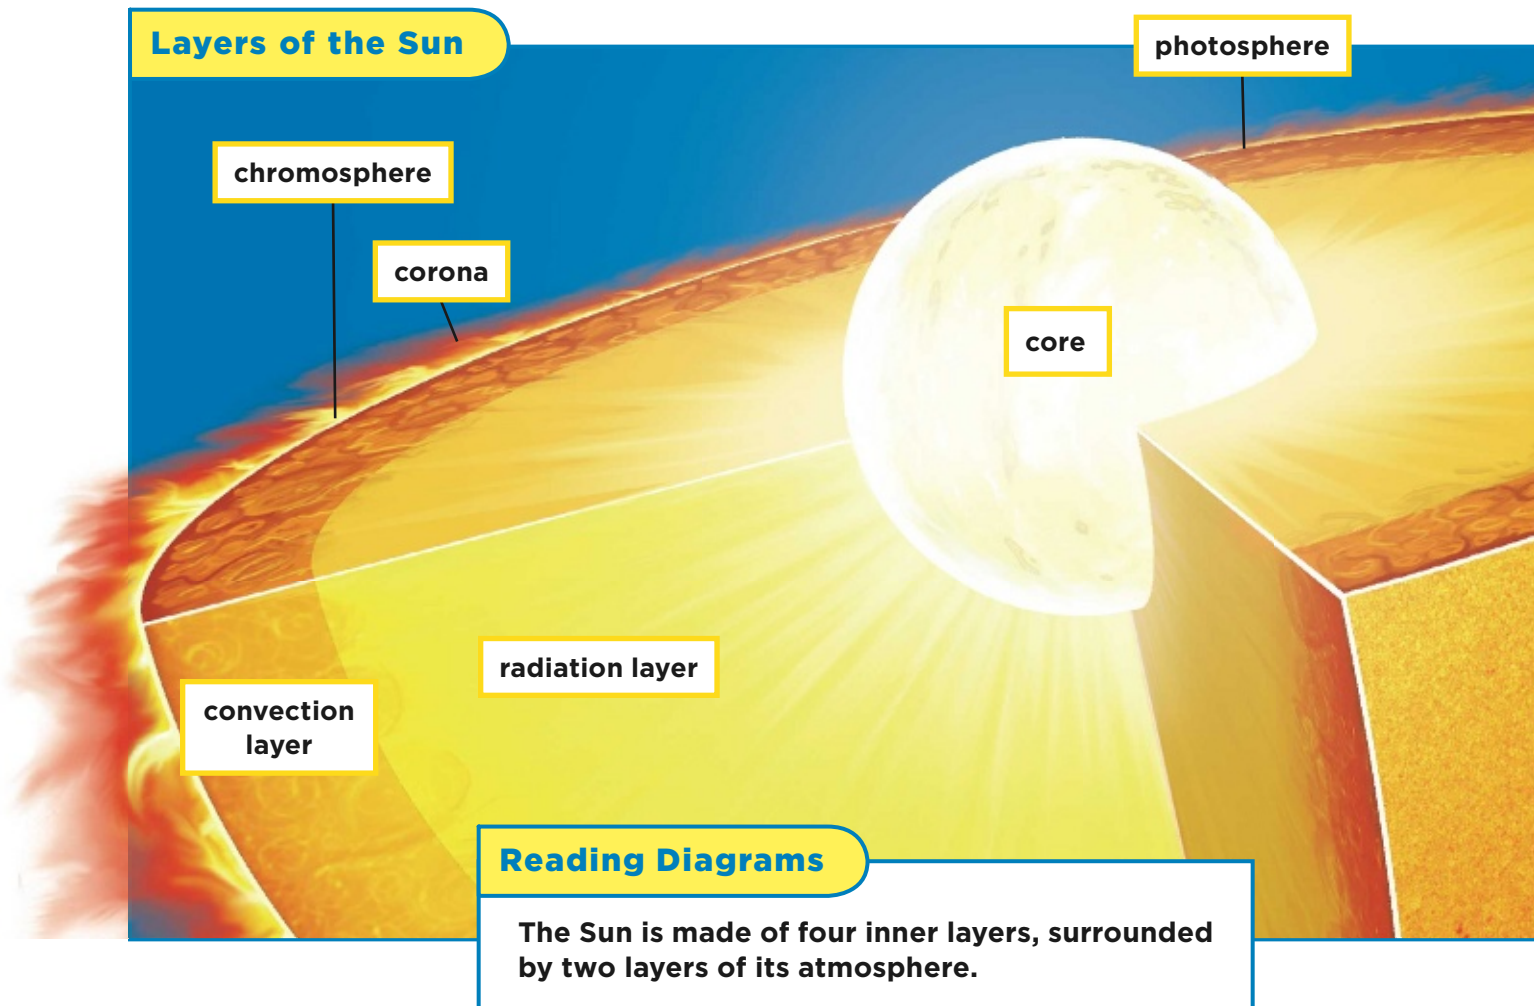 Layers of the Sun
photosphere
chromosphere
corona
core
radiation layer
convection
layer
Reading Diagrams
The Sun is made of four inner layers, surrounded
by two layers of its atmosphere.